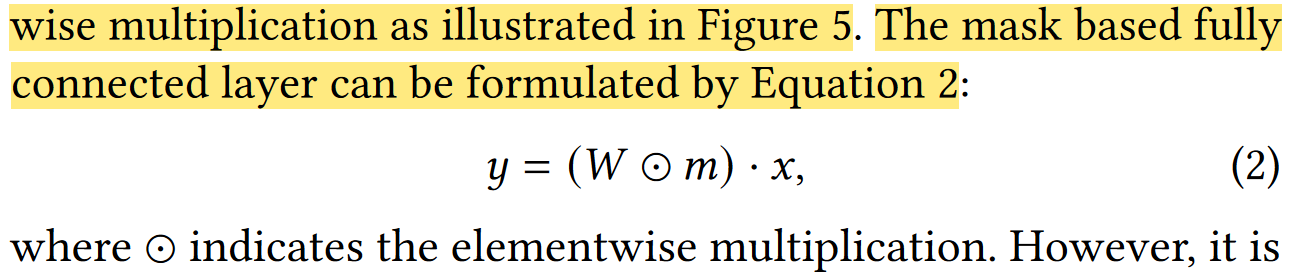 wise multiplication as illustrated in Figure 5. The mask based fully
connected layer can be formulated by Equation 2:
y = (W ⊙ m) · x, (2)
where ⊙ indicates the elementwise multiplication. However, it is